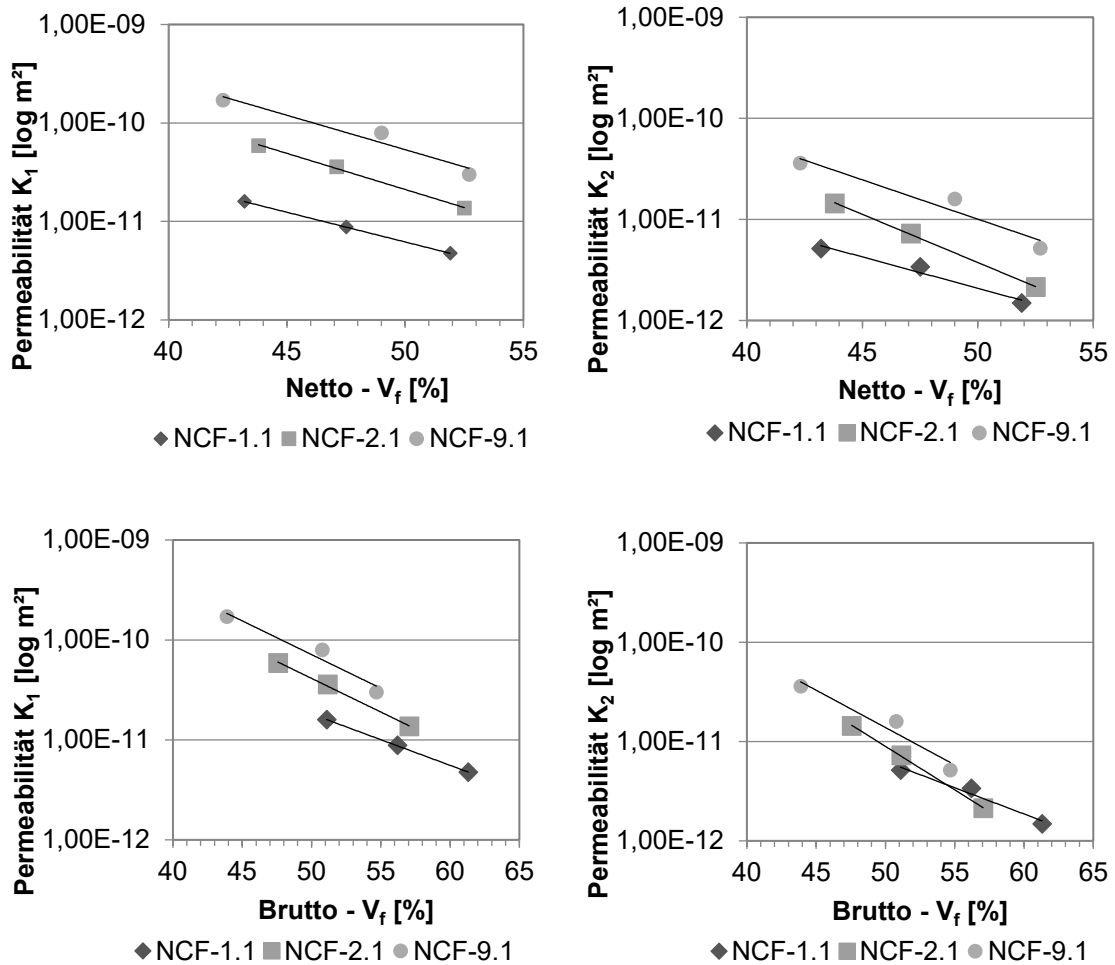 1,00E-09
1,00E-10
1,00E-11
1,00E-12
Permeabilität K₁ [log m²]
40 45 50 55
Netto - V_f [%]
NCF-1.1 NCF-2.1 NCF-9.1
1,00E-09
1,00E-10
1,00E-11
1,00E-12
Permeabilität K₂ [log m²]
40 45 50 55
Netto - V_f [%]
NCF-1.1 NCF-2.1 NCF-9.1
1,00E-09
1,00E-10
1,00E-11
1,00E-12
Permeabilität K₁ [log m²]
40 45 50 55 60 65
Brutto - V_f [%]
NCF-1.1 NCF-2.1 NCF-9.1
1,00E-09
1,00E-10
1,00E-11
1,00E-12
Permeabilität K₂ [log m²]
40 45 50 55 60 65
Brutto - V_f [%]
NCF-1.1 NCF-2.1 NCF-9.1